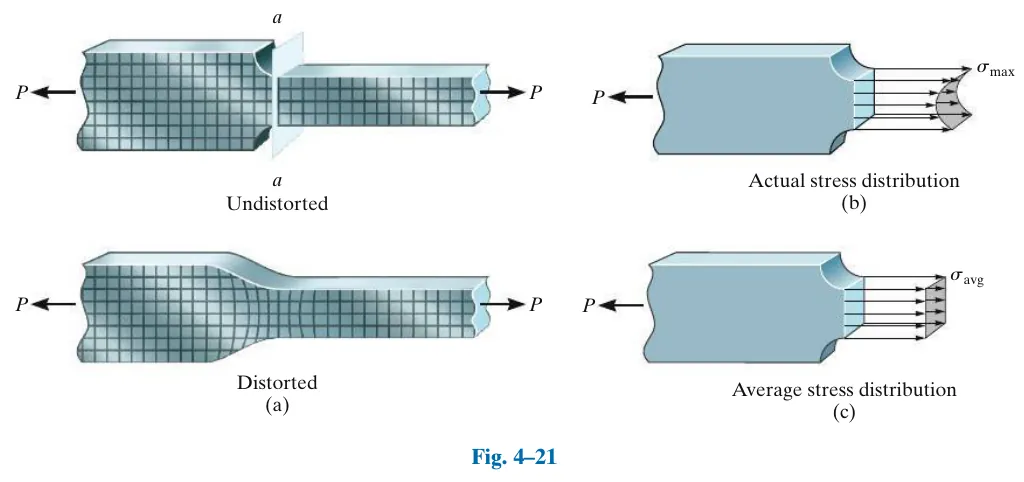 a
P
P
a
Undistorted
P
σmax
Actual stress distribution
(b)
P
P
Distorted
(a)
P
σavg
Average stress distribution
(c)
Fig. 4–21